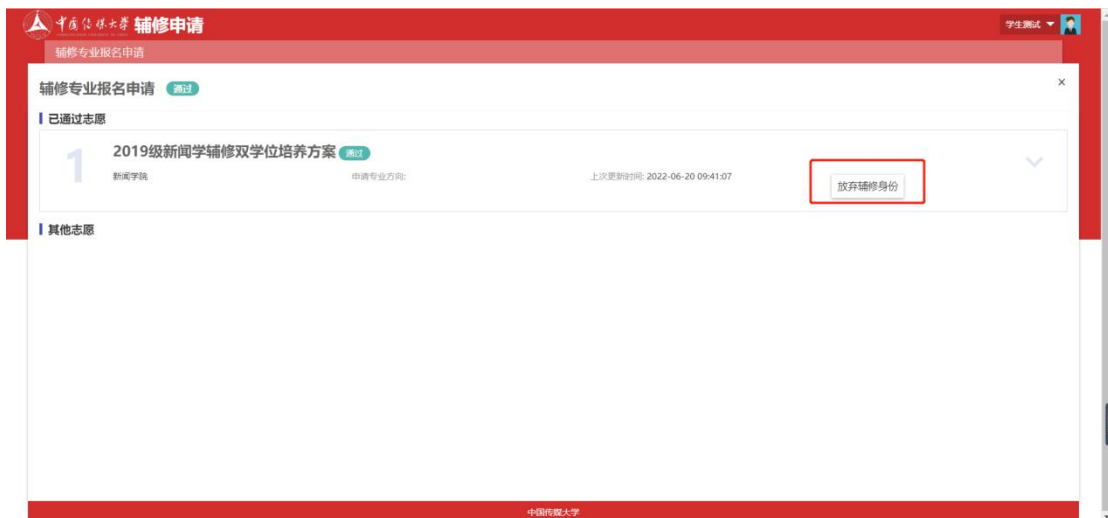 中国传媒大学 辅修申请 学生测试
辅修专业报名申请
辅修专业报名申请 通过 ×
已通过志愿
1 2019级新闻学辅修双学位培养方案 通过
新闻学院 申请专业方向: 上次更新时间: 2022-06-20 09:41:07 放弃辅修身份
其他志愿
中国传媒大学